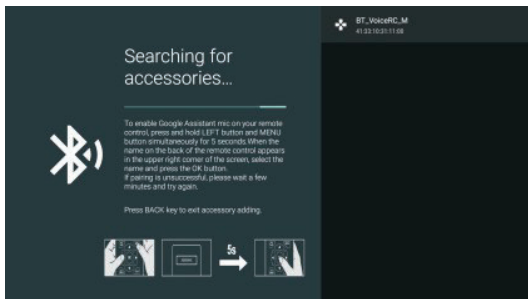 Searching for
accessories...
To enable Google Assistant mic on your remote
control, press and hold LEFT button and MENU
button simultaneously for 5 seconds.When the
name on the back of the remote control appears
in the upper right corner of the screen, select the
name and press the OK button.
If pairing is unsuccessful, please wait a few
minutes and try again.
Press BACK key to exit accessory adding.
5s
BT_VoiceRC_M